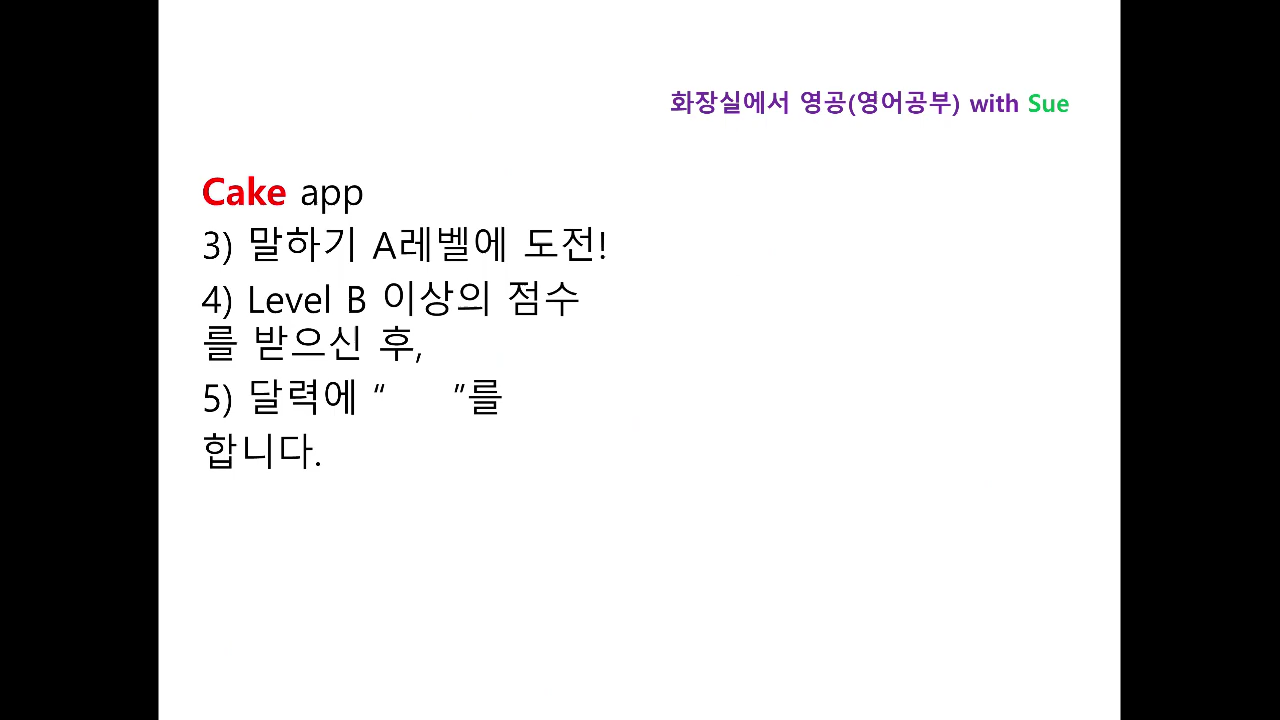 화장실에서 영공(영어공부) with Sue
Cake app
3) 말하기 A레벨에 도전!
4) Level B 이상의 점수
를 받으신 후,
5) 달력에 “      ”를
합니다.